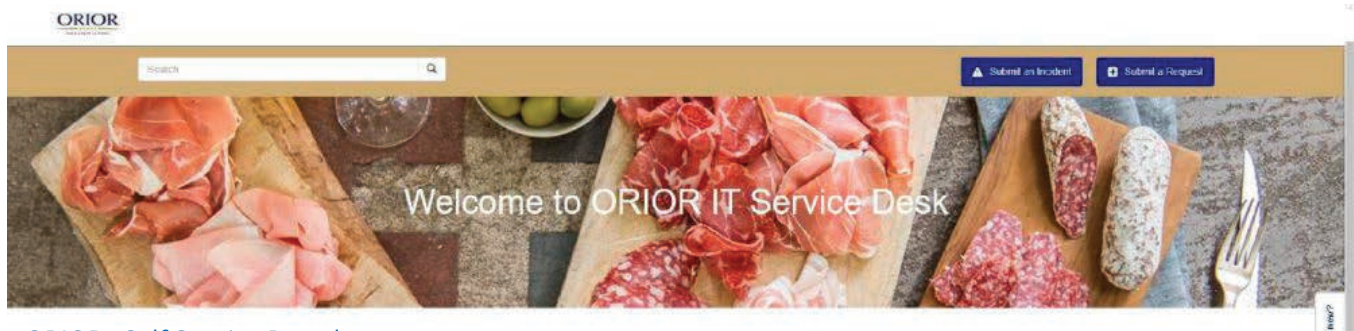 ORIOR
Search
Submit an Incident
Submit a Request
Welcome to ORIOR IT Service Desk